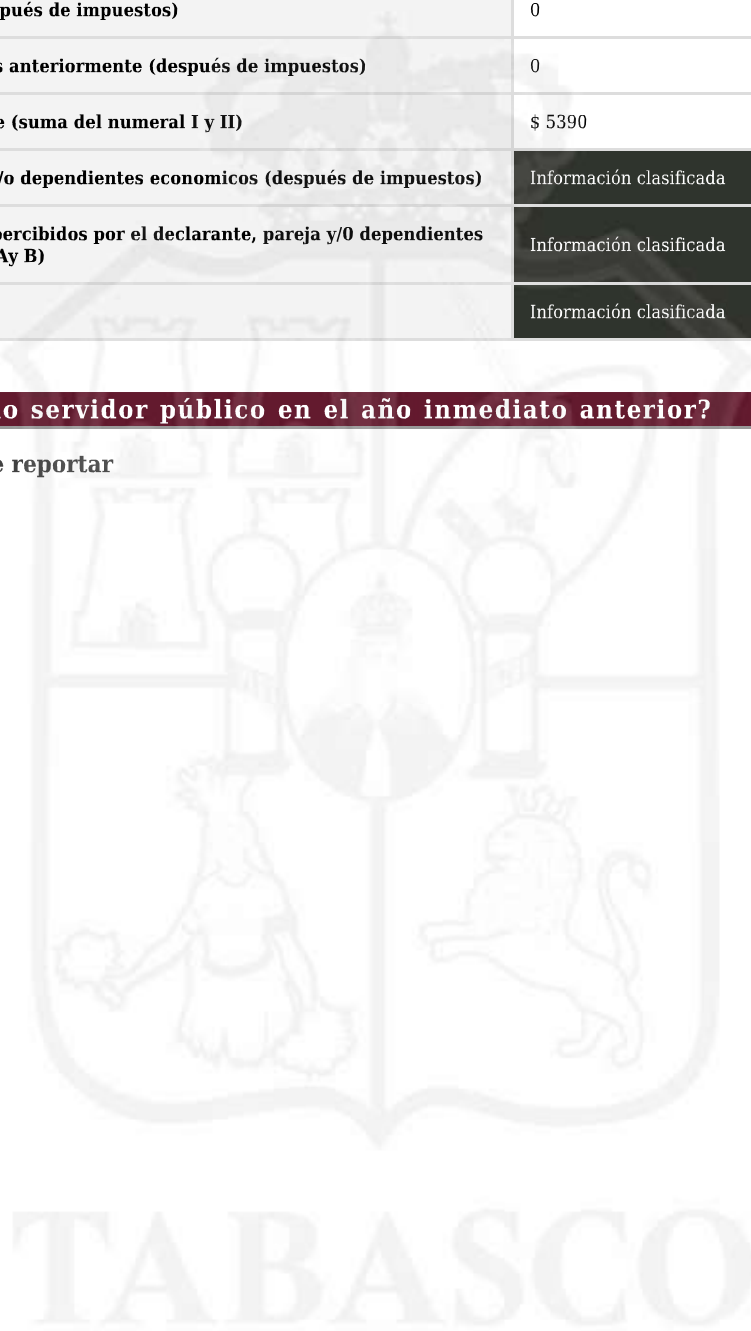 pués de impuestos) 0
s anteriormente (después de impuestos) 0
e (suma del numeral I y II) $ 5390
/o dependientes economicos (después de impuestos) Información clasificada
percibidos por el declarante, pareja y/0 dependientes Información clasificada
Ay B)
Información clasificada
o servidor público en el año inmediato anterior?
e reportar
TABASCO